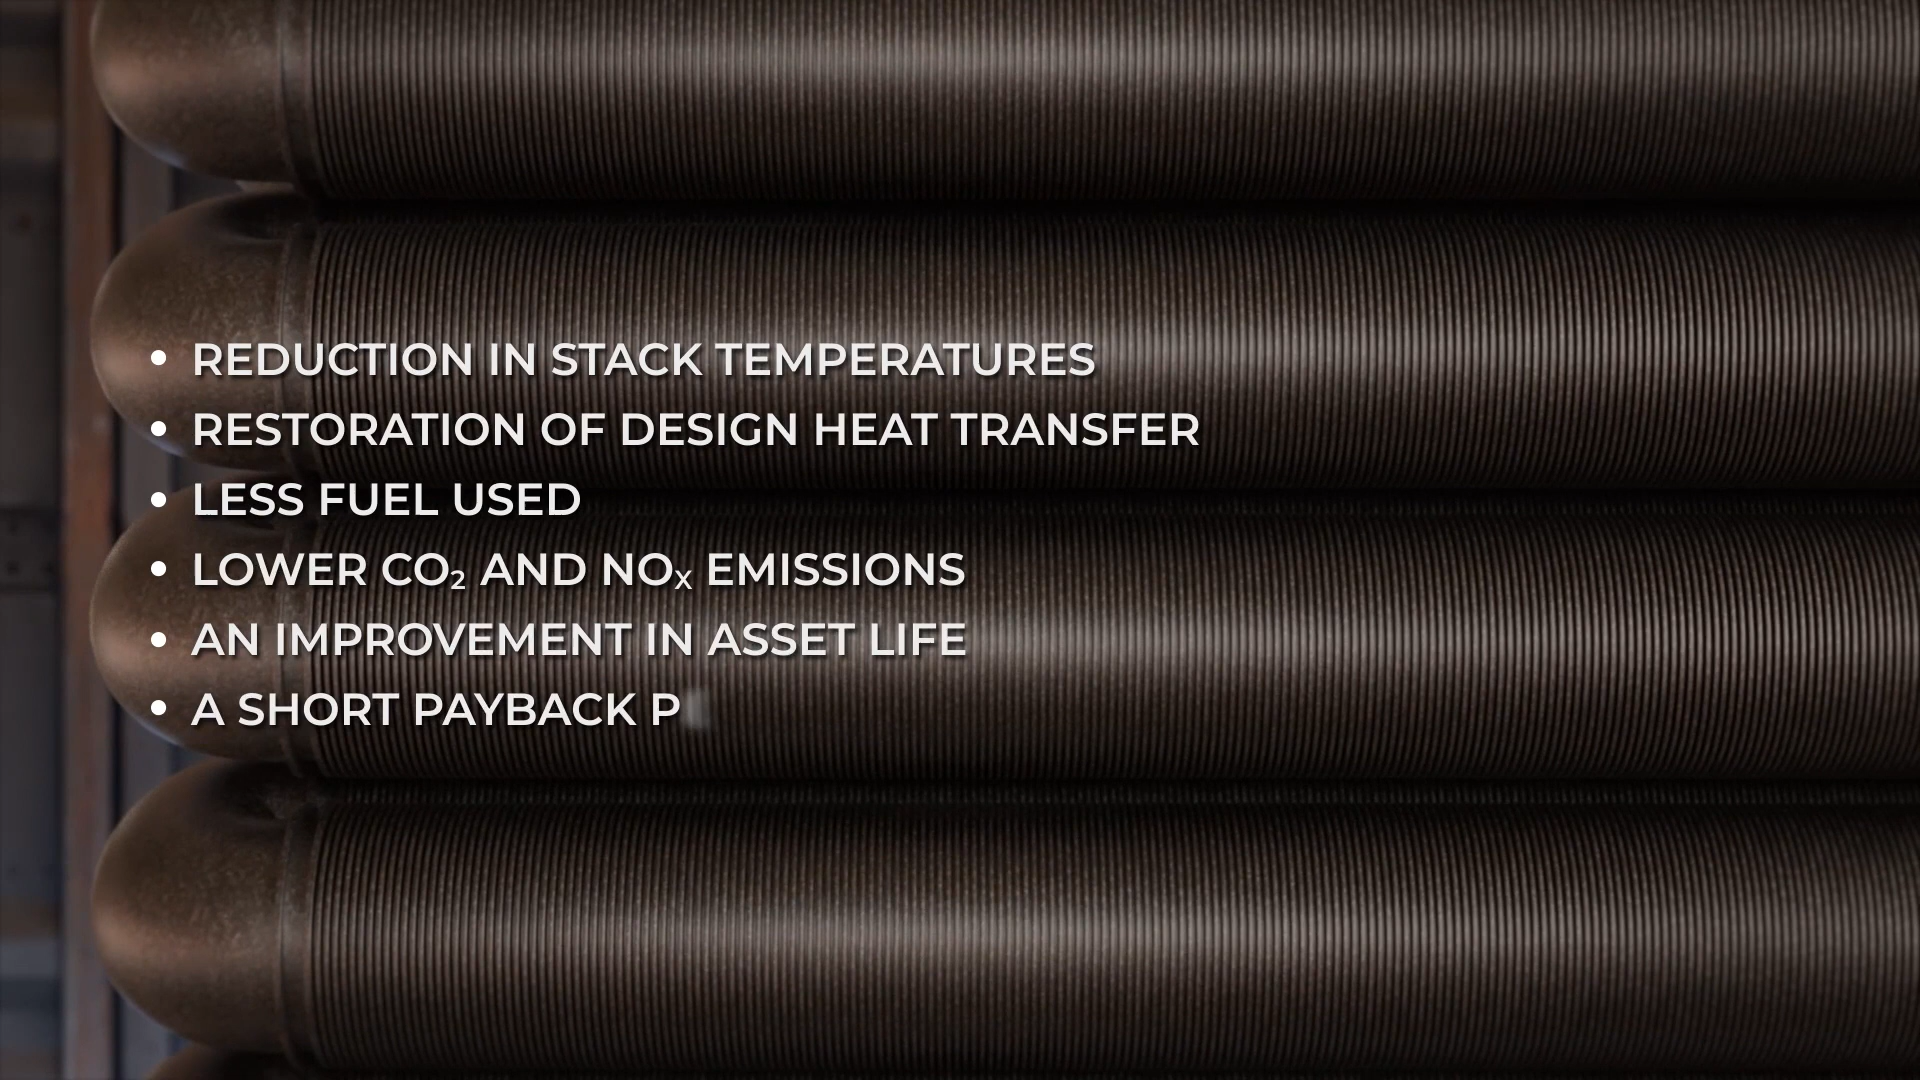 • REDUCTION IN STACK TEMPERATURES
• RESTORATION OF DESIGN HEAT TRANSFER
• LESS FUEL USED
• LOWER CO₂ AND NOₓ EMISSIONS
• AN IMPROVEMENT IN ASSET LIFE
• A SHORT PAYBACK P